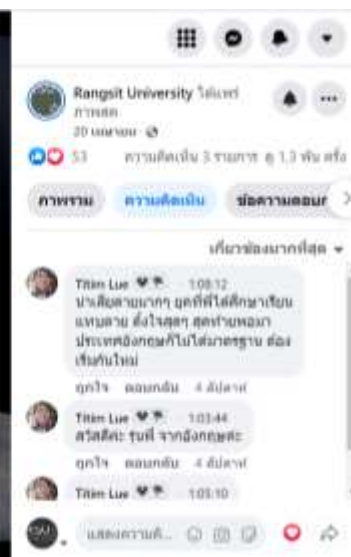 Rangsit University ได้แพร่
ภาพสด
20 เมษายน
53 ความคิดเห็น 3 รายการ ดู 1.3 พัน ครั้ง
ภาพรวม ความคิดเห็น ข้อความตอบก
เกี่ยวข้องมากที่สุด
Titim Lue 1:08:12
น่าเสียดายมากๆ ยุคที่พี่ได้ศึกษาเรียน
แทบตาย ตั้งใจสุดๆ สุดท้ายพอมา
ประเทศอังกฤษก็ไม่ได้มาตรฐาน ต้อง
เริ่มกันใหม่
ถูกใจ ตอบกลับ 4 สัปดาห์
Titim Lue 1:03:44
สวัสดีค่ะ รุ่นพี่ จากอังกฤษค่ะ
ถูกใจ ตอบกลับ 4 สัปดาห์
Titim Lue 1:03:10
แสดงความคิ...